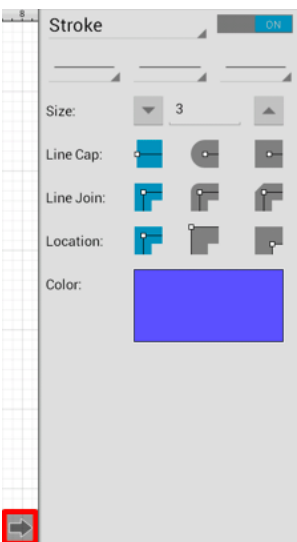 8
Stroke
ON
Size:
3
Line Cap:
Line Join:
Location:
Color: